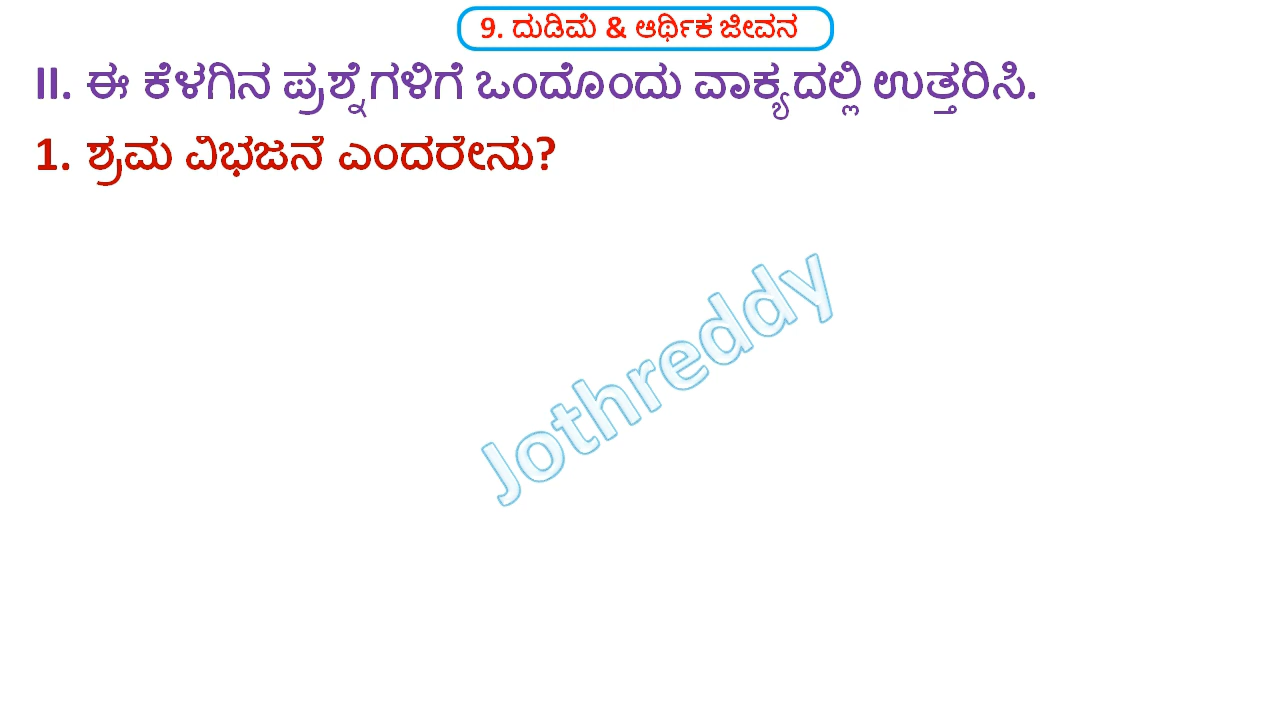 9. ದುಡಿಮೆ & ಆರ್ಥಿಕ ಜೀವನ
II. ಈ ಕೆಳಗಿನ ಪ್ರಶ್ನೆಗಳಿಗೆ ಒಂದೊಂದು ವಾಕ್ಯದಲ್ಲಿ ಉತ್ತರಿಸಿ.
1. ಶ್ರಮ ವಿಭಜನೆ ಎಂದರೇನು?
Jothreddy